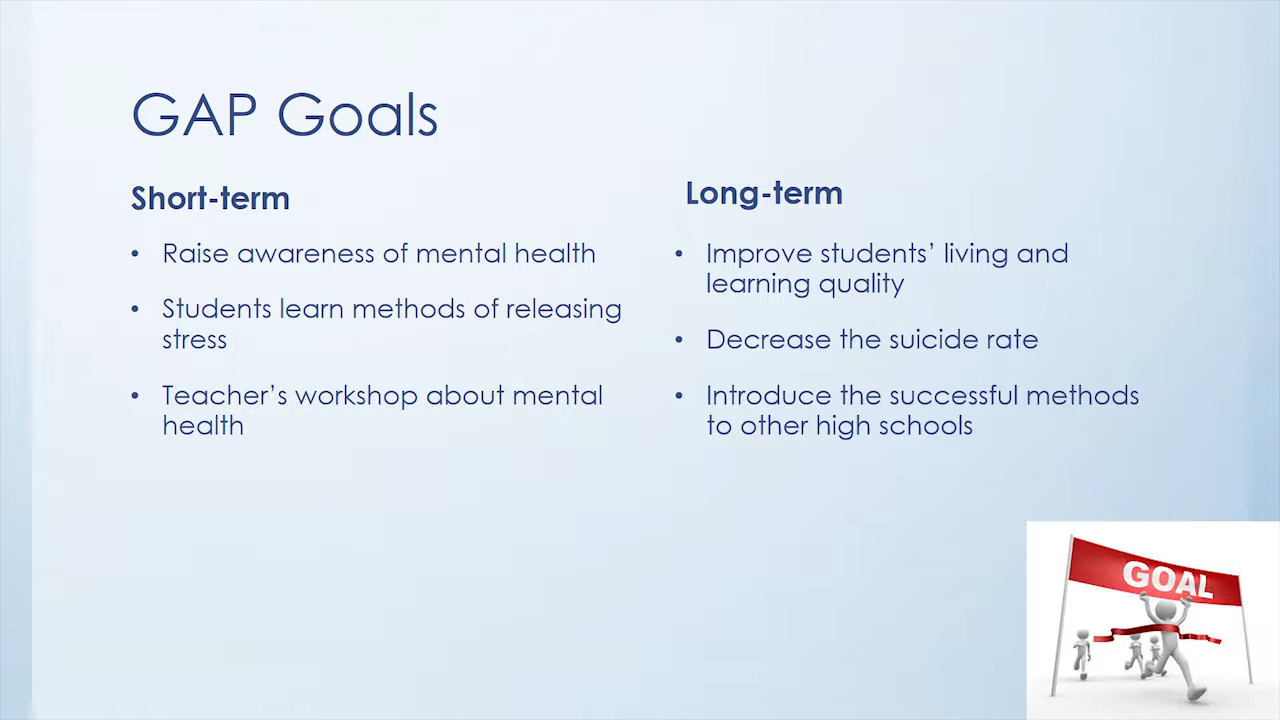 GAP Goals
Short-term
• Raise awareness of mental health
• Students learn methods of releasing
stress
• Teacher’s workshop about mental
health
Long-term
• Improve students’ living and
learning quality
• Decrease the suicide rate
• Introduce the successful methods
to other high schools
GOAL